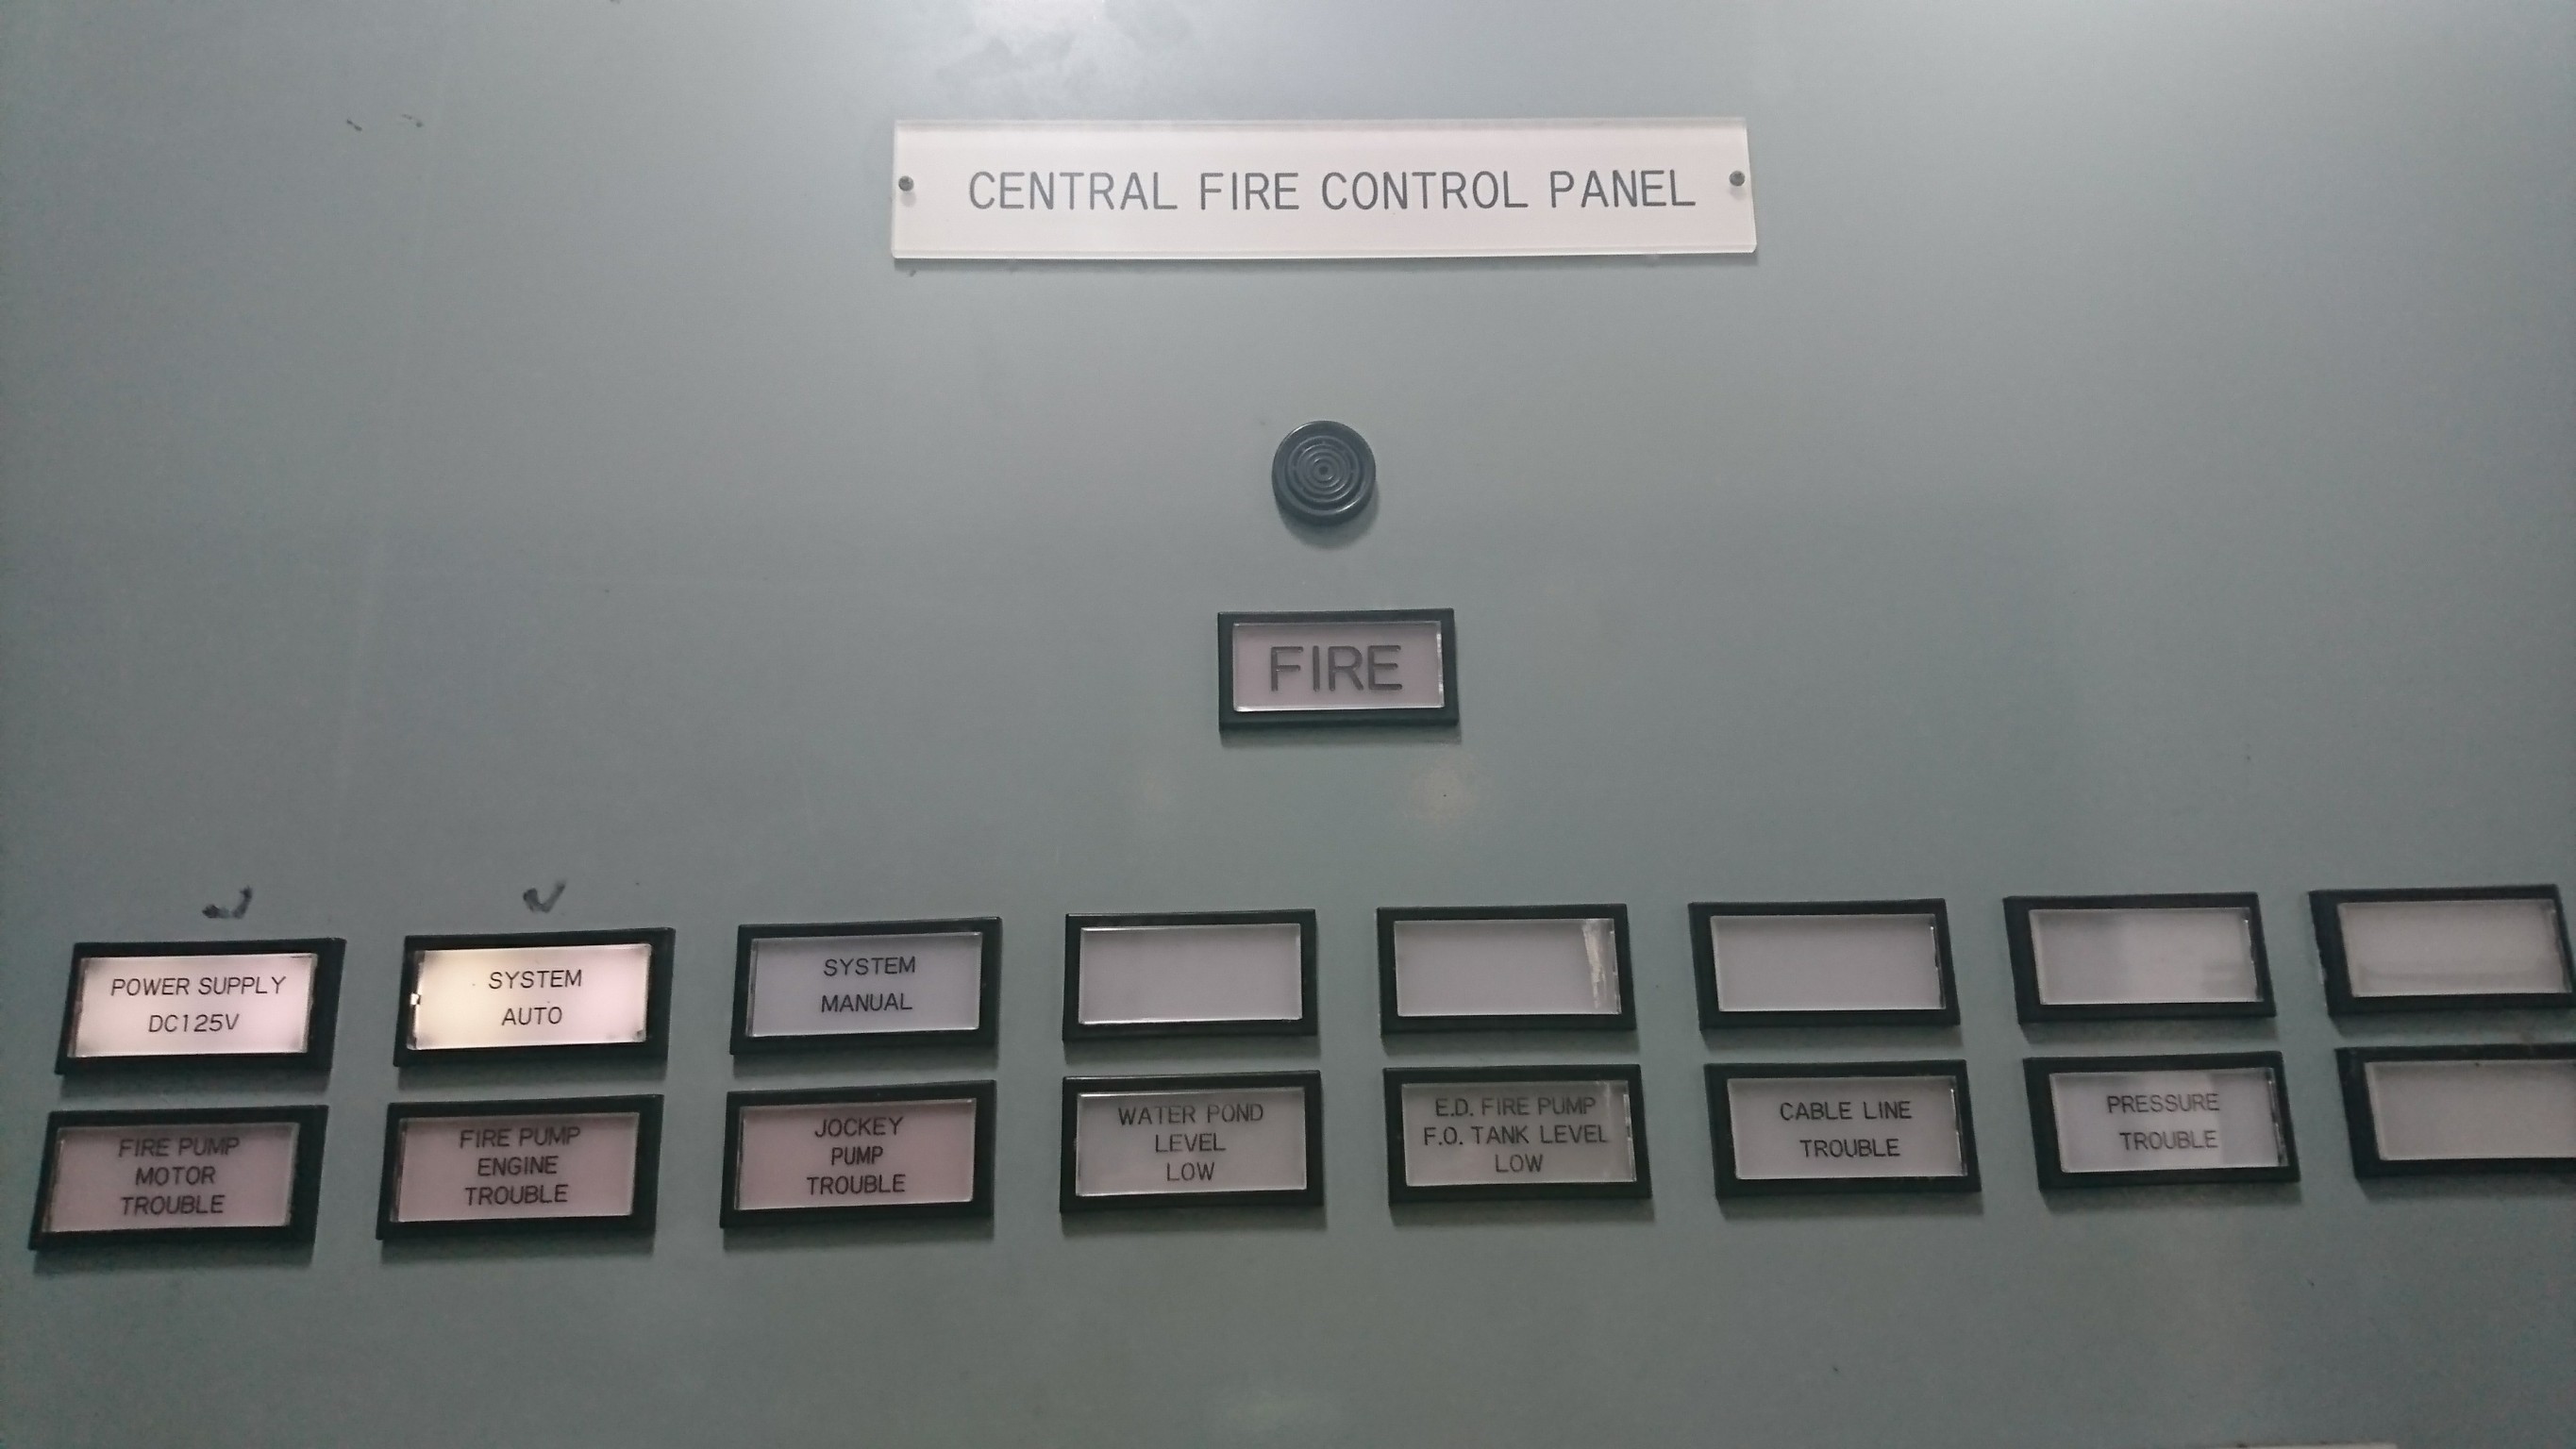 CENTRAL FIRE CONTROL PANEL
FIRE
POWER SUPPLY
DC125V
SYSTEM
AUTO
SYSTEM
MANUAL
FIRE PUMP
MOTOR
TROUBLE
FIRE PUMP
ENGINE
TROUBLE
JOCKEY
PUMP
TROUBLE
WATER POND
LEVEL
LOW
E.D. FIRE PUMP
F.O. TANK LEVEL
LOW
CABLE LINE
TROUBLE
PRESSURE
TROUBLE